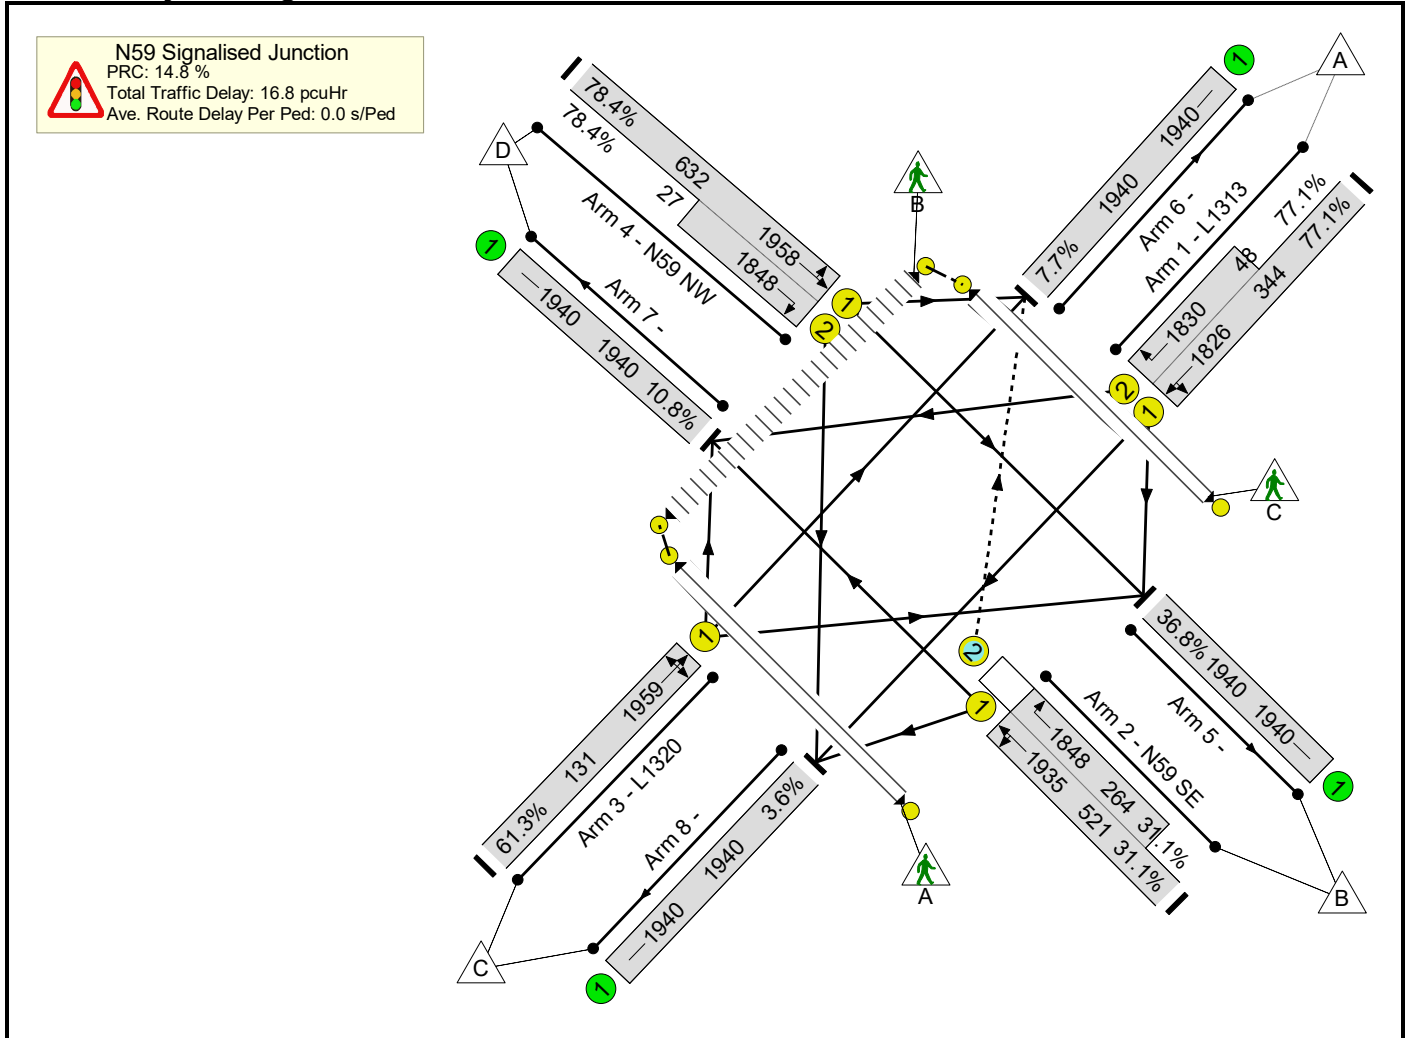 N59 Signalised Junction
PRC: 14.8 %
Total Traffic Delay: 16.8 pcuHr
Ave. Route Delay Per Ped: 0.0 s/Ped
78.4%
632
1958
78.4%
27
1848
1
2
Arm 4 - N59 NW
D
Arm 7 -
1
1940
1940
10.8%
B
1
A
1940
1940
7.7%
Arm 6 -
Arm 1 - L1313
77.1%
77.1%
48
344
1830
1826
2
1
C
1
1959
131
61.3%
Arm 3 - L1320
Arm 8 -
3.6%
1940
1940
1
C
A
2
1
1848
264
31.1%
1935
521
31.1%
Arm 2 - N59 SE
Arm 5 -
36.8%
1940
1940
1
B